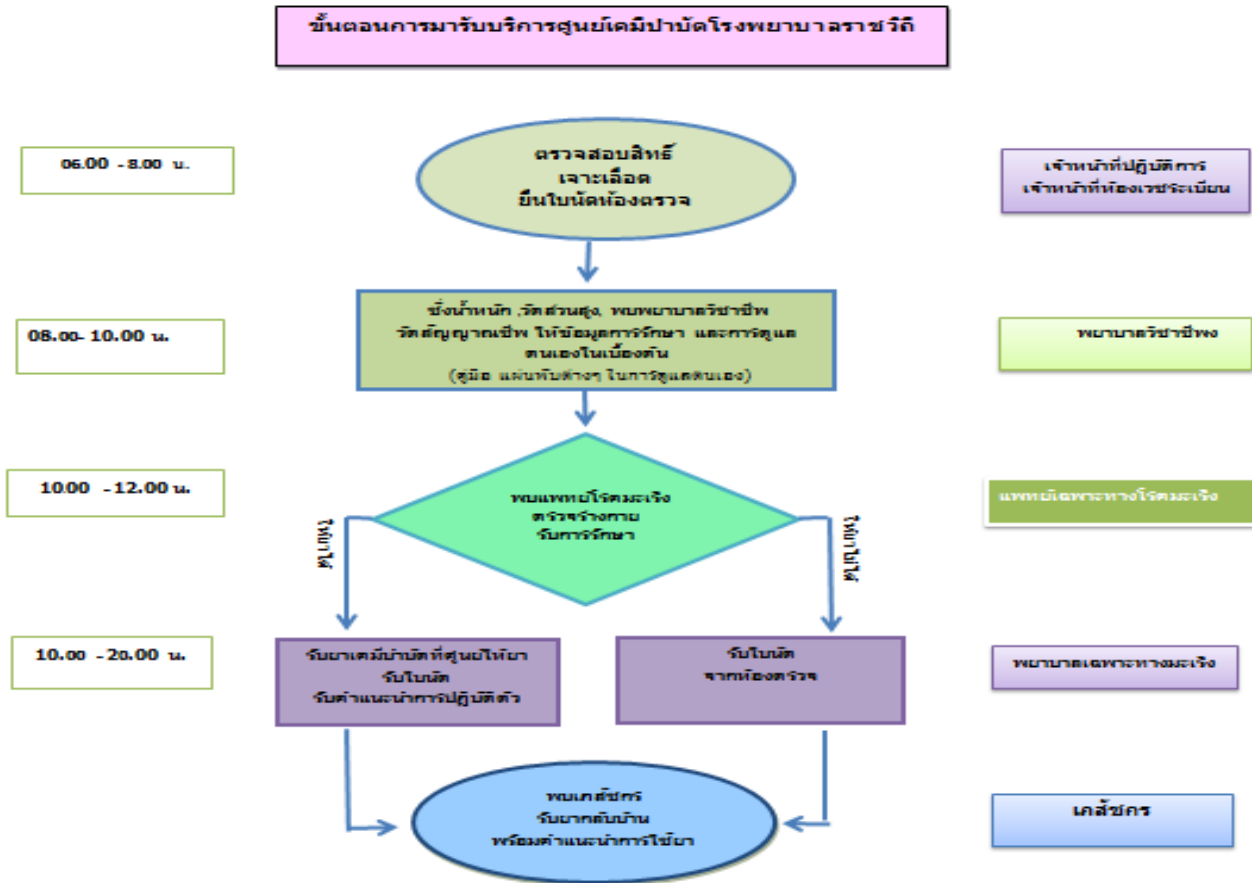 ขั้นตอนการมารับบริการศูนย์เคมีบำบัดโรงพยาบาลราชวิถี
06.00 - 8.00 น.
ตรวจสอบสิทธิ์
เจาะเลือด
ยื่นใบนัดห้องตรวจ
เจ้าหน้าที่ปฏิบัติการ
เจ้าหน้าที่ห้องเวชระเบียน
08.00- 10.00 น.
ชั่งน้ำหนัก ,วัดส่วนสูง, พบพยาบาลวิชาชีพ
วัดสัญญาณชีพ ให้ข้อมูลการรักษา และการดูแล
ตนเองในเบื้องต้น
(คู่มือ แผ่นพับต่างๆ ในการดูแลตนเอง)
พยาบาลวิชาชีพง
10.00 - 12.00 น.
พบแพทย์โรคมะเร็ง
ตรวจร่างกาย
รับการรักษา
แพทย์เฉพาะทางโรคมะเร็ง
ให้ยาได้
ให้ยาไม่ได้
10.00 - 20.00 น.
รับยาเคมีบำบัดที่ศูนย์ให้ยา
รับใบนัด
รับคำแนะนำการปฏิบัติตัว
รับใบนัด
จากห้องตรวจ
พยาบาลเฉพาะทางมะเร็ง
พบเภสัชกร
รับยากลับบ้าน
พร้อมคำแนะนำการใช้ยา
เภสัชกร